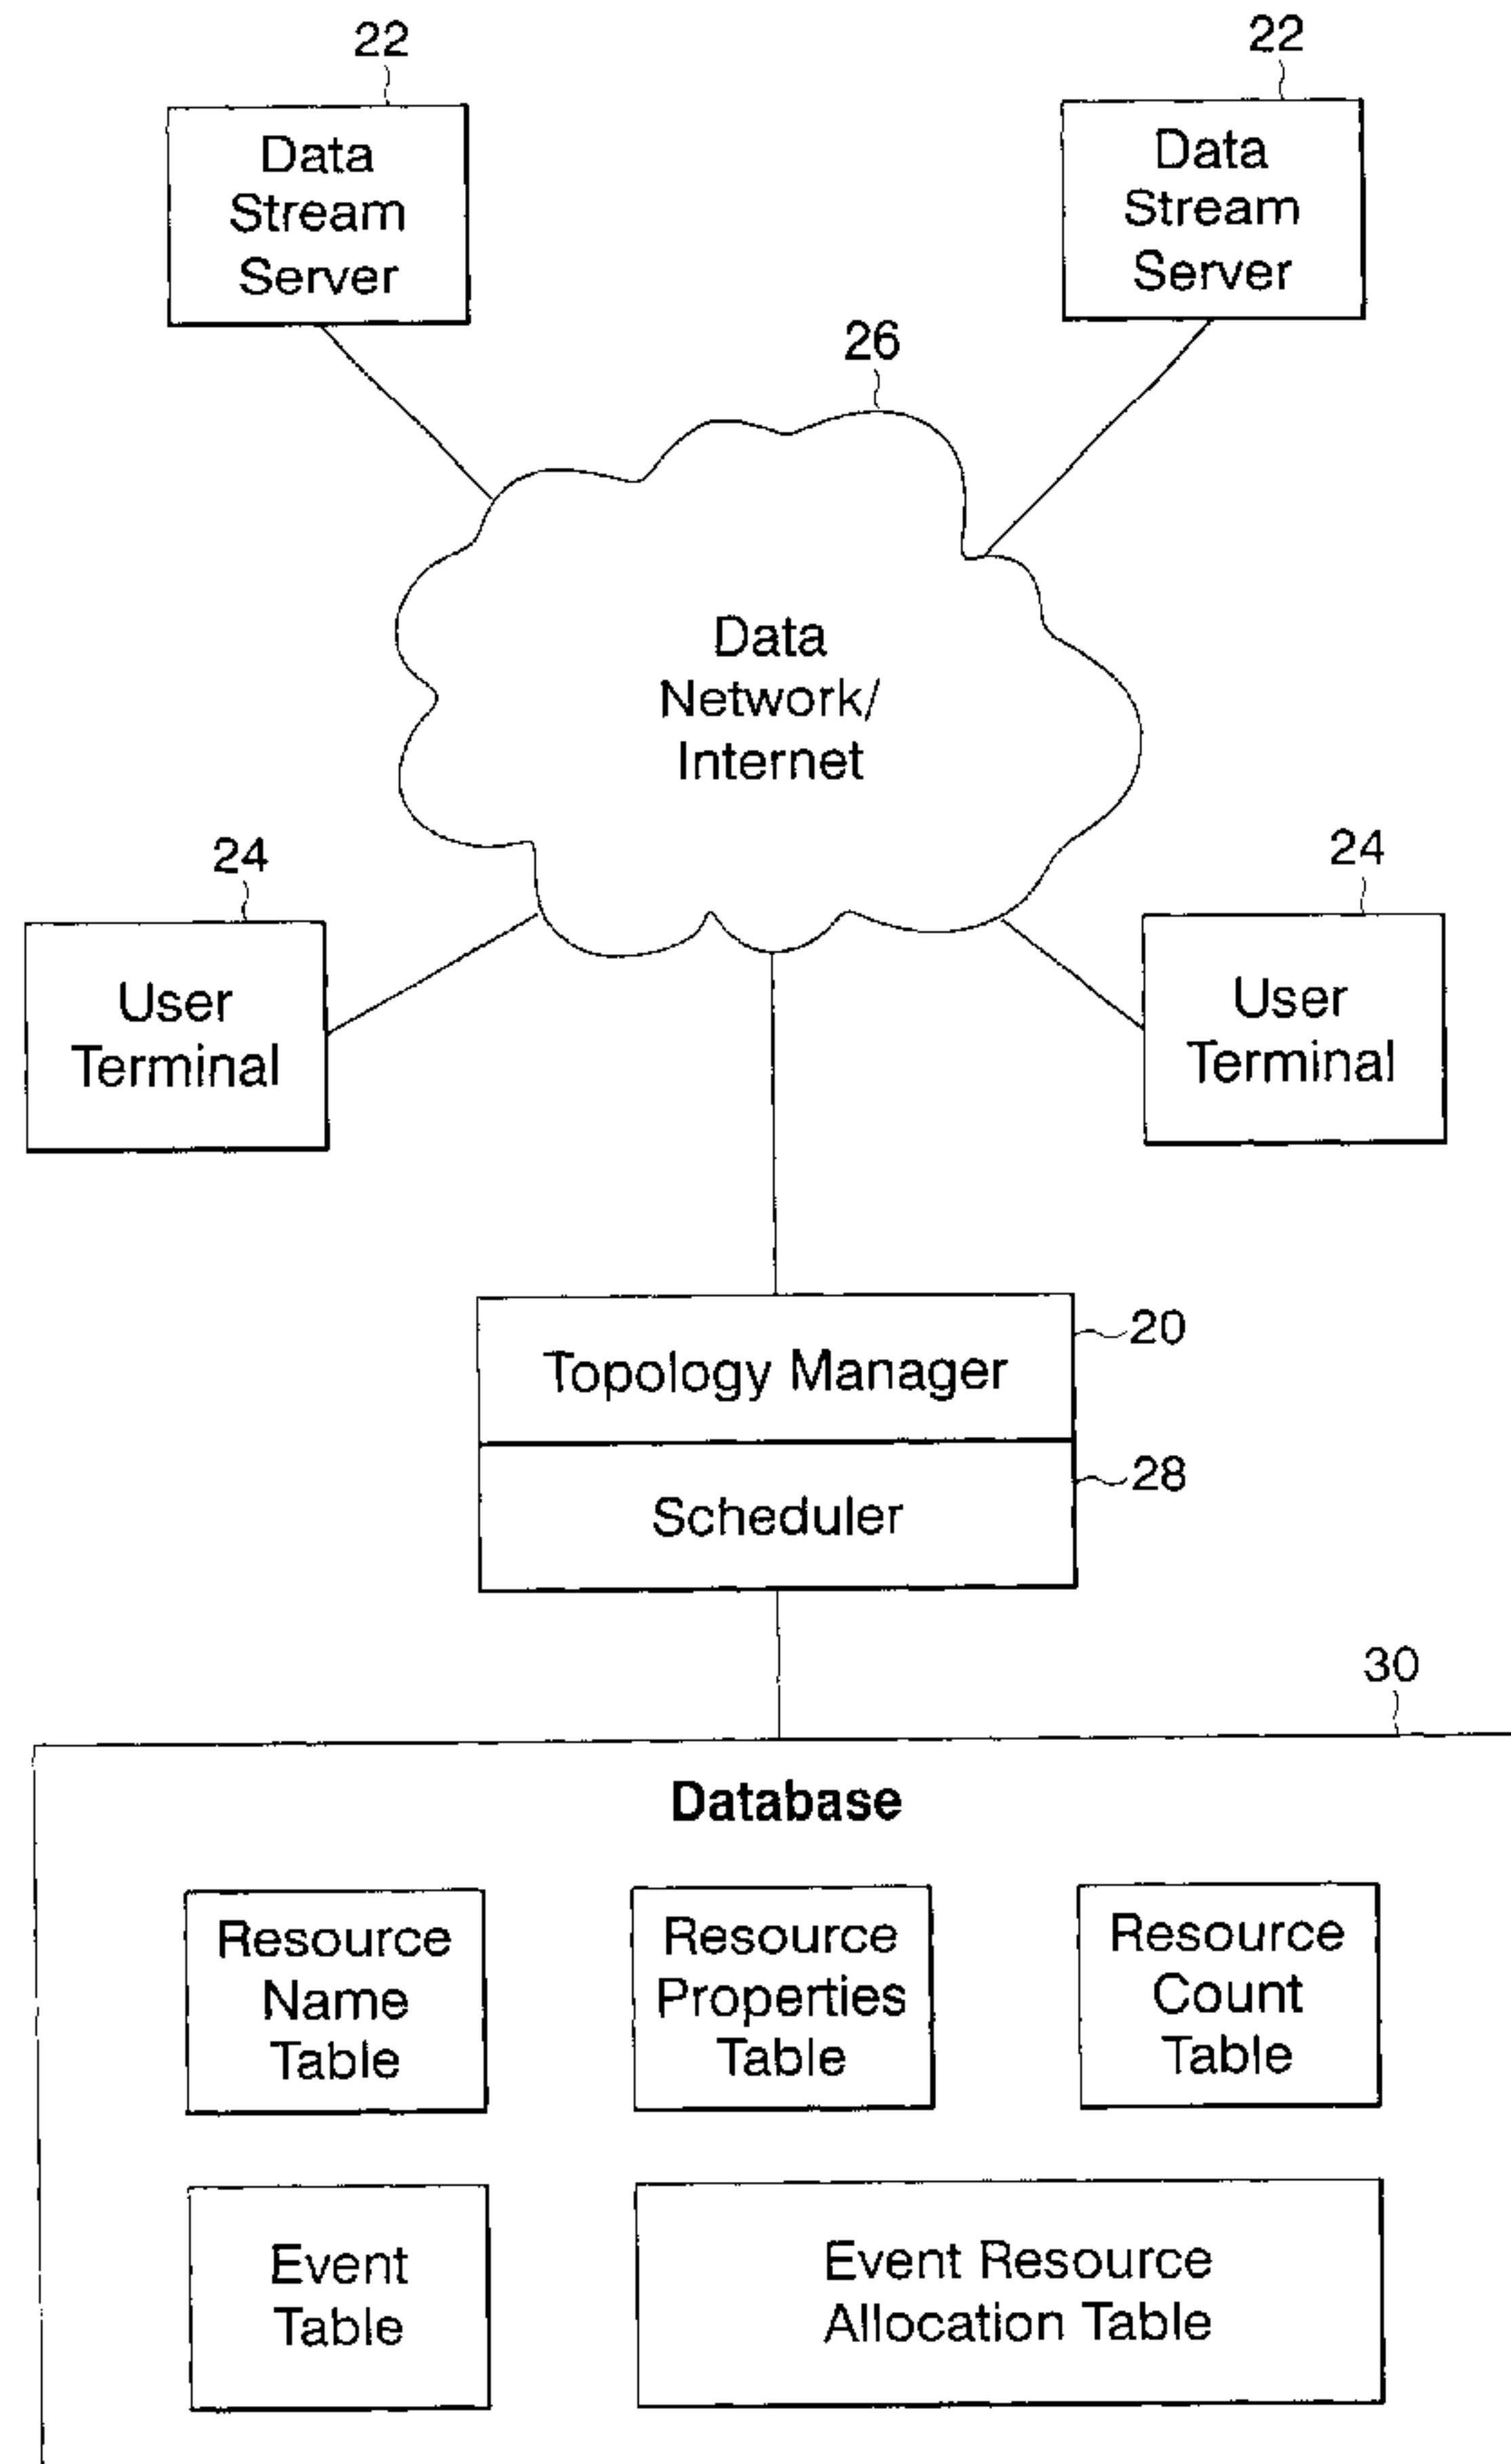 22
22
Data
Stream
Server
Data
Stream
Server
26
Data
Network/
Internet
24
24
User
Terminal
User
Terminal
Topology Manager
20
Scheduler
28
30
Database
Resource
Name
Table
Resource
Properties
Table
Resource
Count
Table
Event
Table
Event Resource
Allocation Table